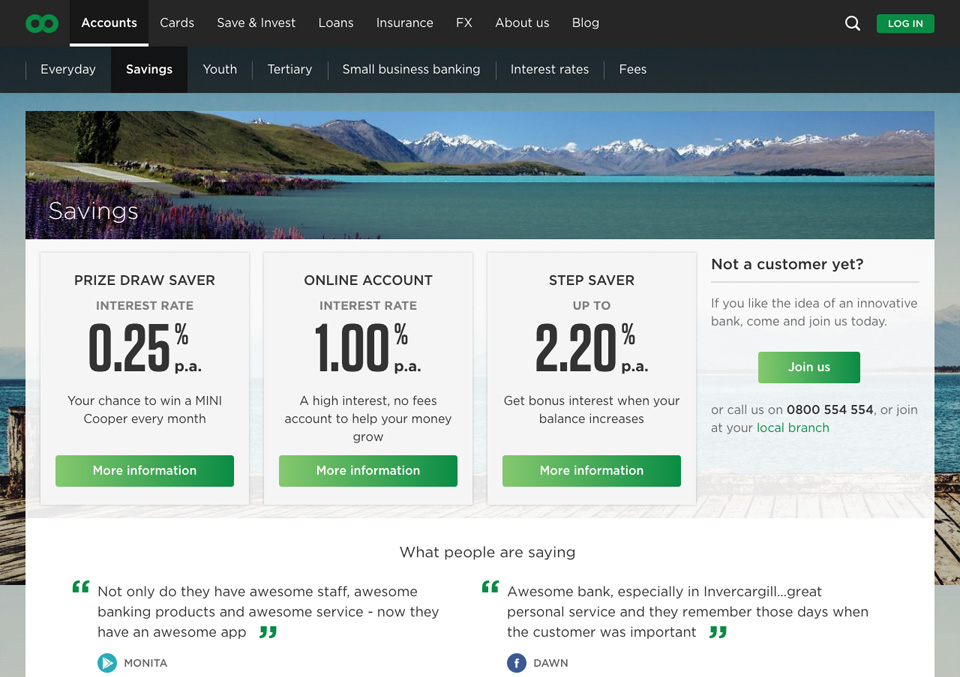 Accounts Cards Save & Invest Loans Insurance FX About us Blog LOG IN
Everyday Savings Youth Tertiary Small business banking Interest rates Fees
Savings
PRIZE DRAW SAVER
INTEREST RATE
0.25% p.a.
Your chance to win a MINI
Cooper every month
More information
ONLINE ACCOUNT
INTEREST RATE
1.00% p.a.
A high interest, no fees
account to help your money
grow
More information
STEP SAVER
UP TO
2.20% p.a.
Get bonus interest when your
balance increases
More information
Not a customer yet?
If you like the idea of an innovative
bank, come and join us today.
Join us
or call us on 0800 554 554, or join
at your local branch
What people are saying
“ Not only do they have awesome staff, awesome
banking products and awesome service - now they
have an awesome app ”
MONITA
“ Awesome bank, especially in Invercargill...great
personal service and they remember those days when
the customer was important ”
DAWN